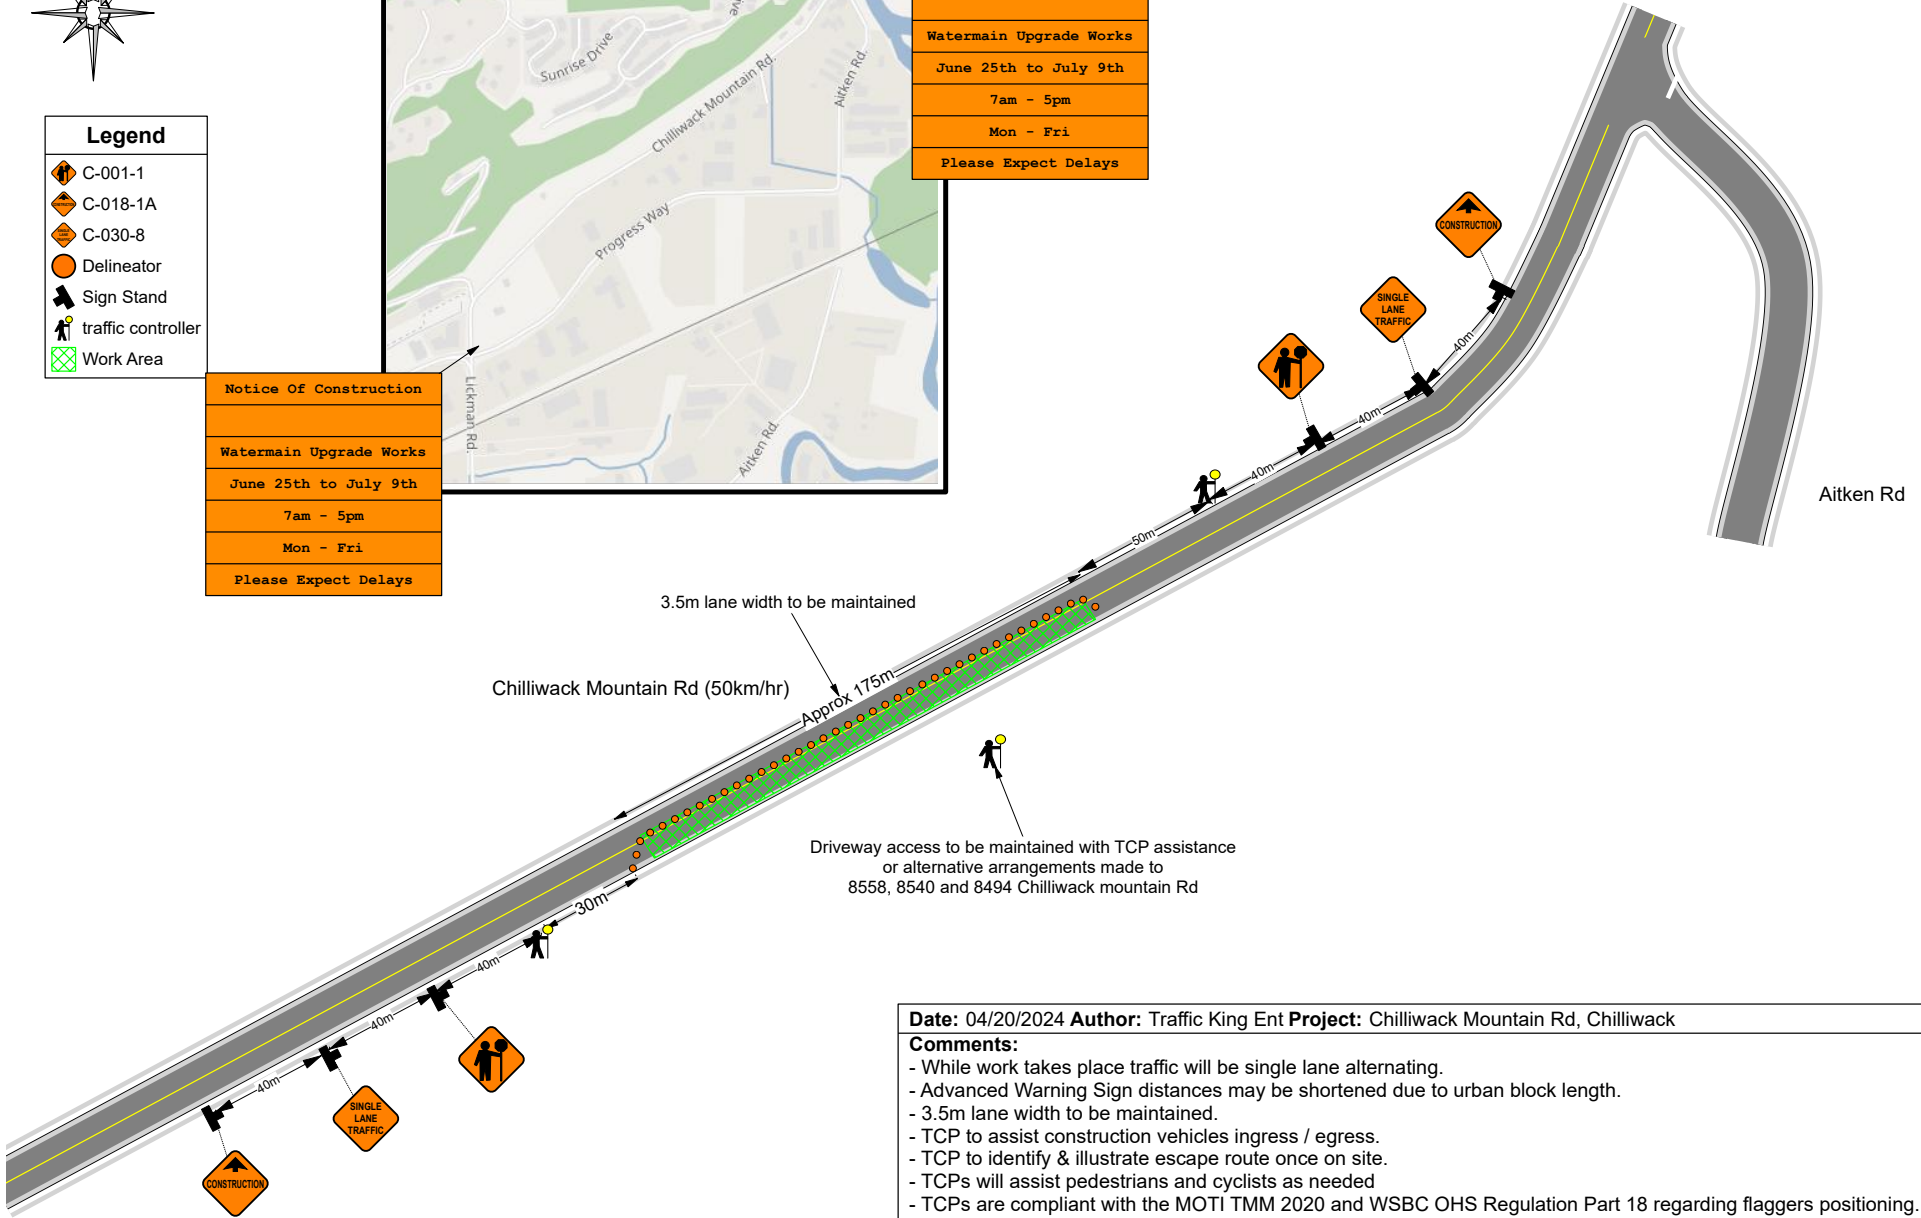 Legend
C-001-1
C-018-1A
C-030-8
Delineator
Sign Stand
traffic controller
Work Area
Sunrise Drive
Chilliwack Mountain Rd.
Aitken Rd.
Progress Way
Lickman Rd.
Aitken Rd.
Watermain Upgrade Works
June 25th to July 9th
7am - 5pm
Mon - Fri
Please Expect Delays
Notice Of Construction
Watermain Upgrade Works
June 25th to July 9th
7am - 5pm
Mon - Fri
Please Expect Delays
CONSTRUCTION
SINGLE
LANE
TRAFFIC
40m
40m
40m
50m
Aitken Rd
3.5m lane width to be maintained
Chilliwack Mountain Rd (50km/hr)
Approx 175m
Driveway access to be maintained with TCP assistance
or alternative arrangements made to
8558, 8540 and 8494 Chilliwack mountain Rd
30m
40m
40m
40m
SINGLE
LANE
TRAFFIC
CONSTRUCTION
Date: 04/20/2024 Author: Traffic King Ent Project: Chilliwack Mountain Rd, Chilliwack
Comments:
- While work takes place traffic will be single lane alternating.
- Advanced Warning Sign distances may be shortened due to urban block length.
- 3.5m lane width to be maintained.
- TCP to assist construction vehicles ingress / egress.
- TCP to identify & illustrate escape route once on site.
- TCPs will assist pedestrians and cyclists as needed
- TCPs are compliant with the MOTI TMM 2020 and WSBC OHS Regulation Part 18 regarding flaggers positioning.